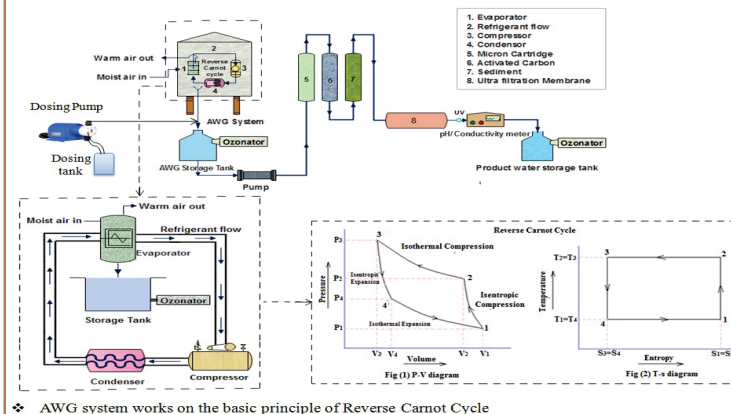 1. Evaporator
2. Refrigerant flow
3. Compressor
4. Condensor
5. Micron Cartridge
6. Activated Carbon
7. Sediment
8. Ultra filtration Membrane
Warm air out
Moist air in
2
Reverse
Carnot
cycle
1
3
4
AWG System
Dosing Pump
Dosing
tank
Ozonator
AWG Storage Tank
Pump
5
6
7
8
UV
pH/ Conductivity meter
Ozonator
Product water storage tank
Warm air out
Moist air in
Refrigerant flow
Evaporator
Ozonator
Storage Tank
Condenser
Compressor
Reverse Carnot Cycle
P3
P2
P4
P1
Pressure
3
Isothermal Compression
Isentropic
Expansion
2
Isentropic
Compression
4
Isothermal Expansion
1
V3
V4
V2
V1
Volume
Fig (1) P-V diagram
T2=T3
T1=T4
Temperature
3
2
4
1
S3=S4
S1=S
Entropy
Fig (2) T-s diagram
❖ AWG system works on the basic principle of Reverse Carnot Cycle